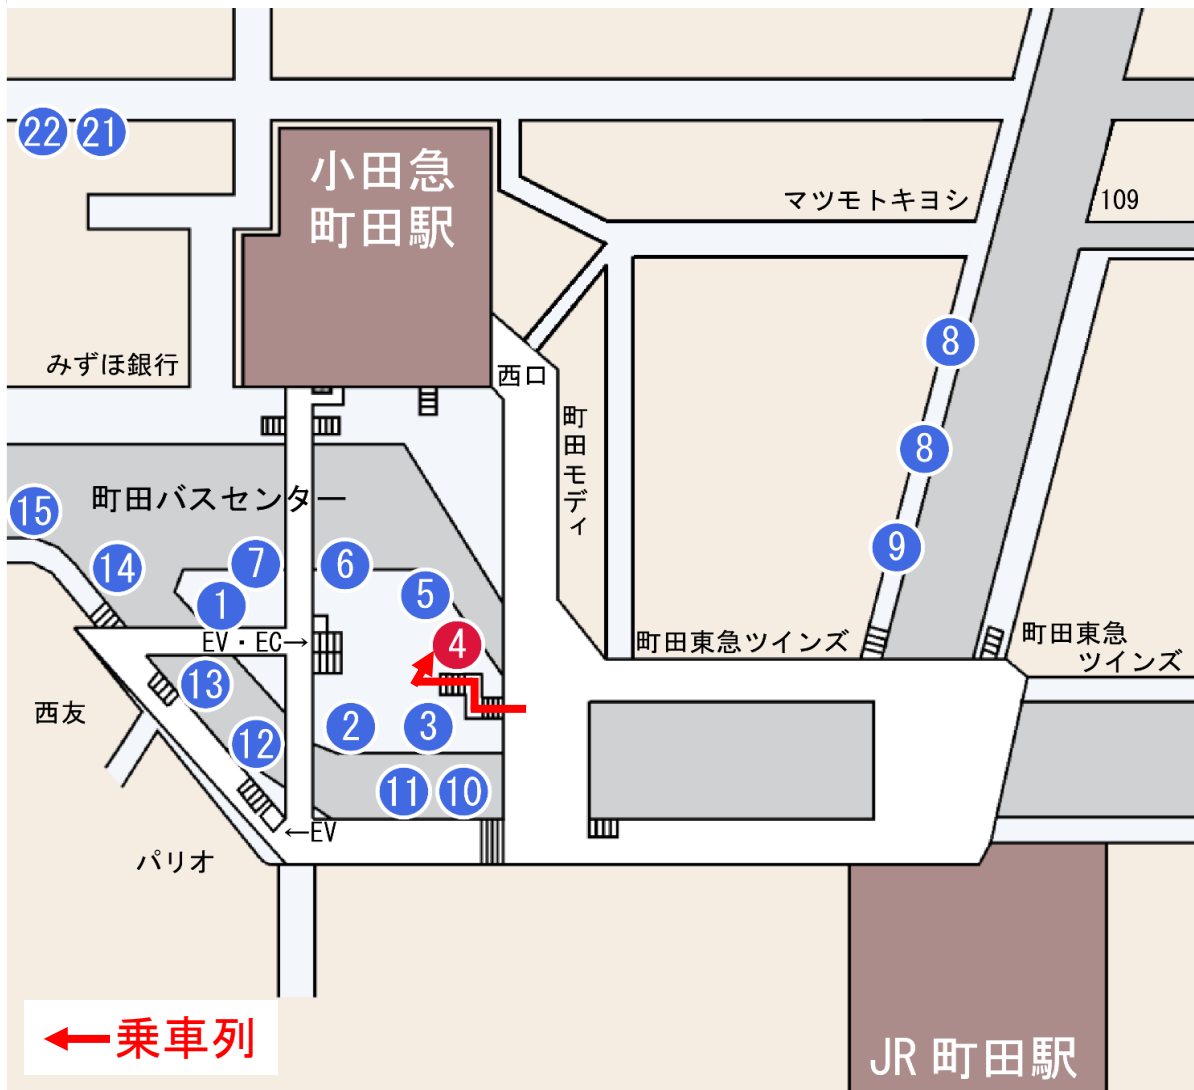 22
21
小田急
町田駅
マツモトキヨシ
109
みずほ銀行
西口
町田モディ
8
8
9
町田バスセンター
15
14
7
6
1
5
EV・EC→
4
町田東急ツインズ
町田東急
ツインズ
13
西友
12
2
3
11
10
←EV
パリオ
乗車列
JR 町田駅